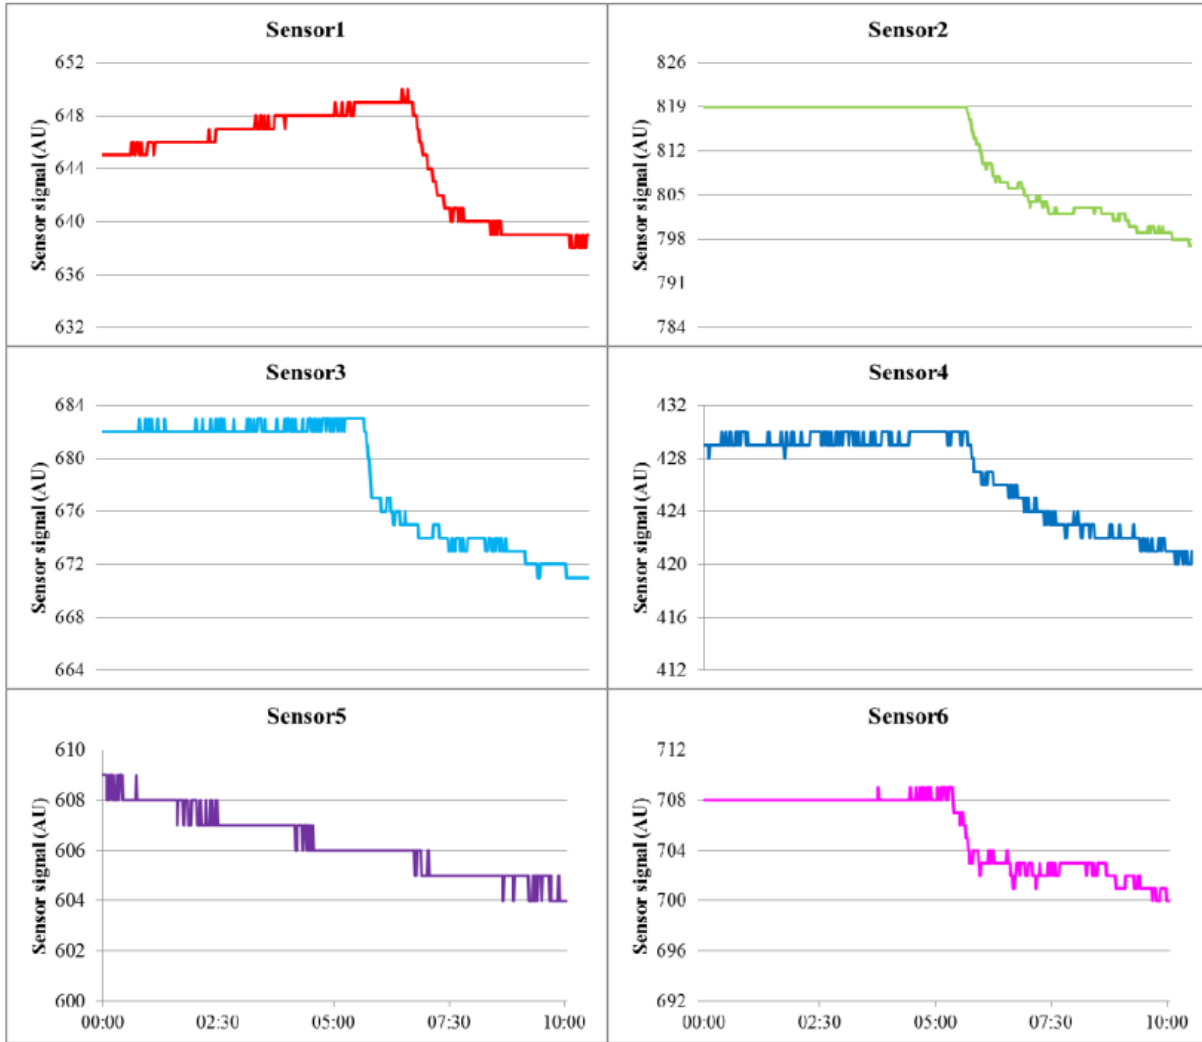 Sensor1
Sensor signal (AU)
652
648
644
640
636
632
Sensor2
Sensor signal (AU)
826
819
812
805
798
791
784
Sensor3
Sensor signal (AU)
684
680
676
672
668
664
Sensor4
Sensor signal (AU)
432
428
424
420
416
412
Sensor5
Sensor signal (AU)
610
608
606
604
602
600
00:00 02:30 05:00 07:30 10:00
Sensor6
Sensor signal (AU)
712
708
704
700
696
692
00:00 02:30 05:00 07:30 10:00